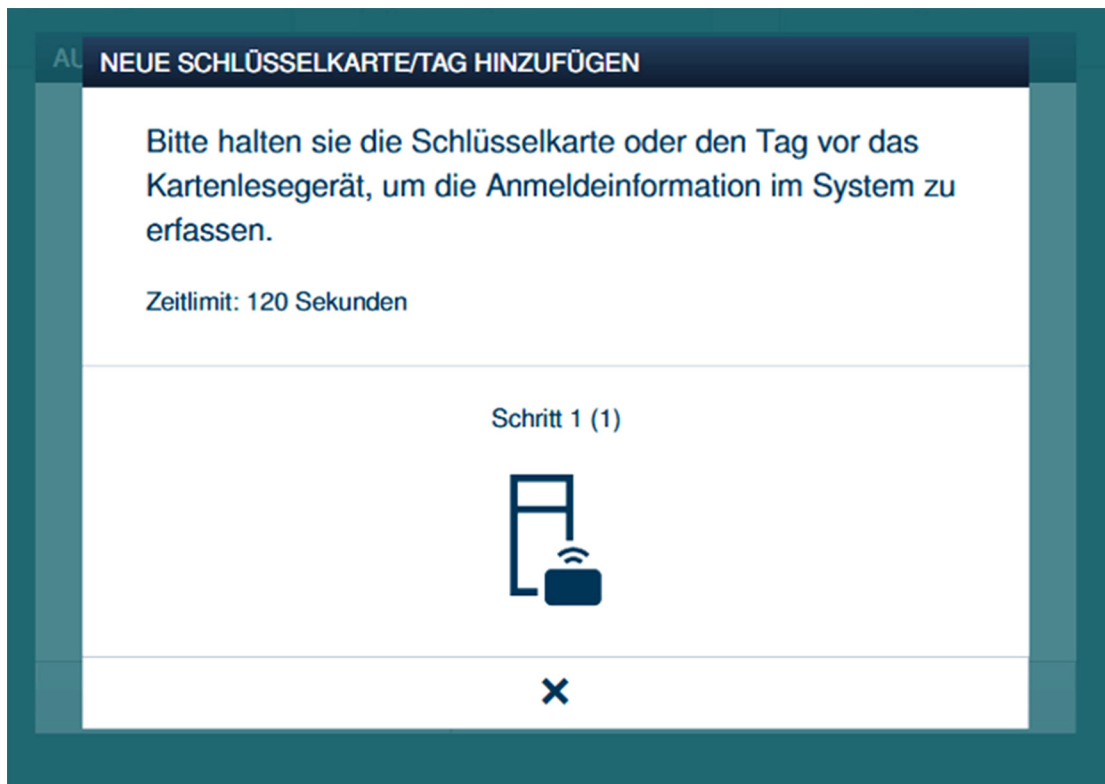 AU
NEUE SCHLÜSSELKARTE/TAG HINZUFÜGEN
Bitte halten sie die Schlüsselkarte oder den Tag vor das
Kartenlesegerät, um die Anmeldeinformation im System zu
erfassen.
Zeitlimit: 120 Sekunden
Schritt 1 (1)